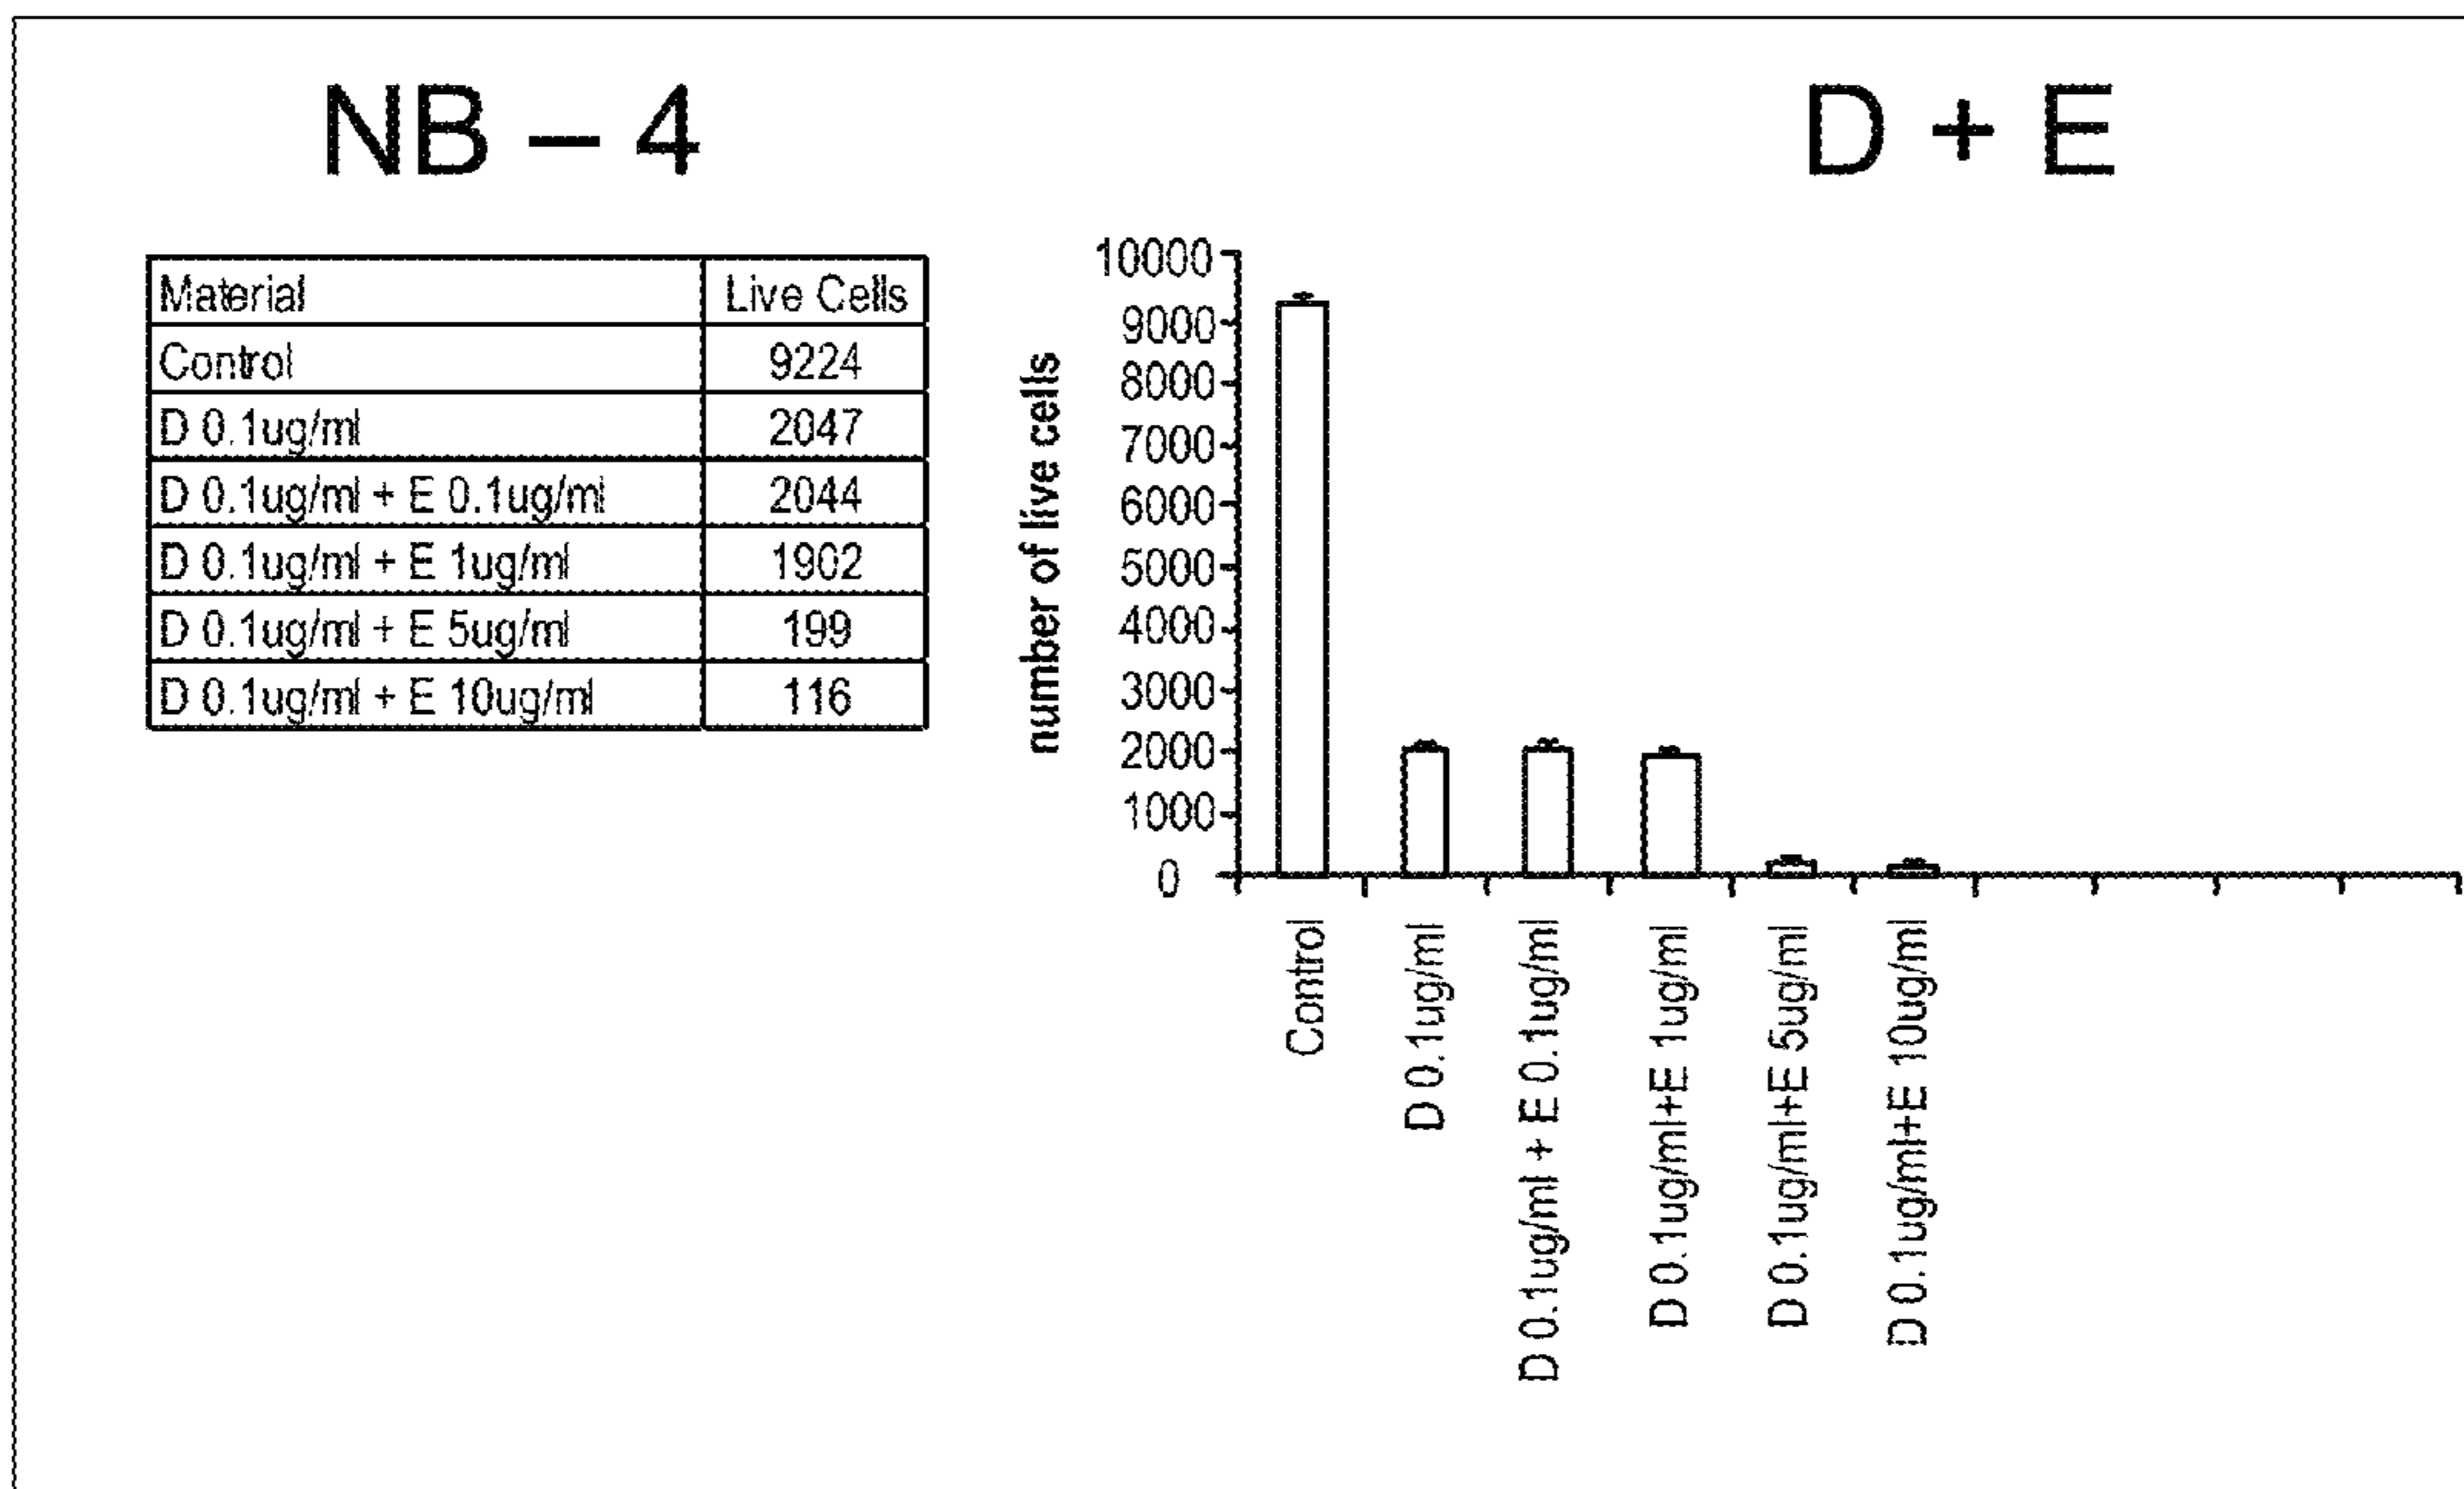 NB – 4
D + E
Material Live Cells
Control 9224
D 0.1ug/ml 2047
D 0.1ug/ml + E 0.1ug/ml 2044
D 0.1ug/ml + E 1ug/ml 1902
D 0.1ug/ml + E 5ug/ml 199
D 0.1ug/ml + E 10ug/ml 116
number of live cells
10000
9000
8000
7000
6000
5000
4000
3000
2000
1000
0
Control
D 0.1ug/ml
D 0.1ug/ml + E 0.1ug/ml
D 0.1ug/ml+E 1ug/ml
D 0.1ug/ml+E 5ug/ml
D 0.1ug/ml+E 10ug/ml